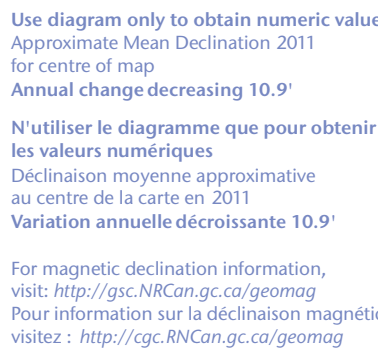 Use diagram only to obtain numeric value
Approximate Mean Declination 2011
for centre of map
Annual change decreasing 10.9'
N'utiliser le diagramme que pour obtenir
les valeurs numériques
Déclinaison moyenne approximative
au centre de la carte en 2011
Variation annuelle décroissante 10.9'
For magnetic declination information,
visit: http://gsc.NRCan.gc.ca/geomag
Pour information sur la déclinaison magnétic
visitez : http://cgc.RNCan.gc.ca/geomag